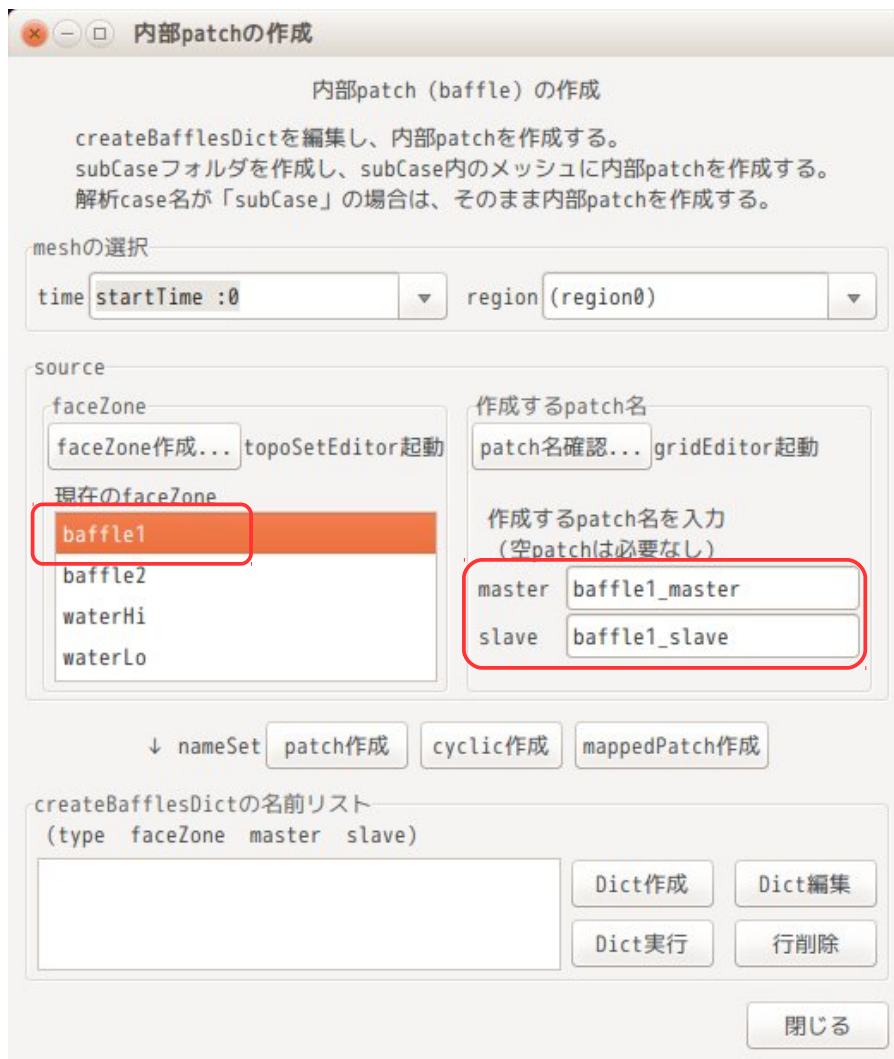 内部patchの作成
内部patch (baffle) の作成
createBafflesDictを編集し、内部patchを作成する。
subCaseフォルダを作成し、subCase内のメッシュに内部patchを作成する。
解析case名が「subCase」の場合は、そのまま内部patchを作成する。
meshの選択
time startTime :0 region (region0)
source
faceZone
faceZone作成... topoSetEditor起動
現在のfaceZone
baffle1
baffle2
waterHi
waterLo
作成するpatch名
patch名確認... gridEditor起動
作成するpatch名を入力
(空patchは必要なし)
master baffle1_master
slave baffle1_slave
↓ nameSet patch作成 cyclic作成 mappedPatch作成
createBafflesDictの名前リスト
(type faceZone master slave)
Dict作成 Dict編集
Dict実行 行削除
閉じる